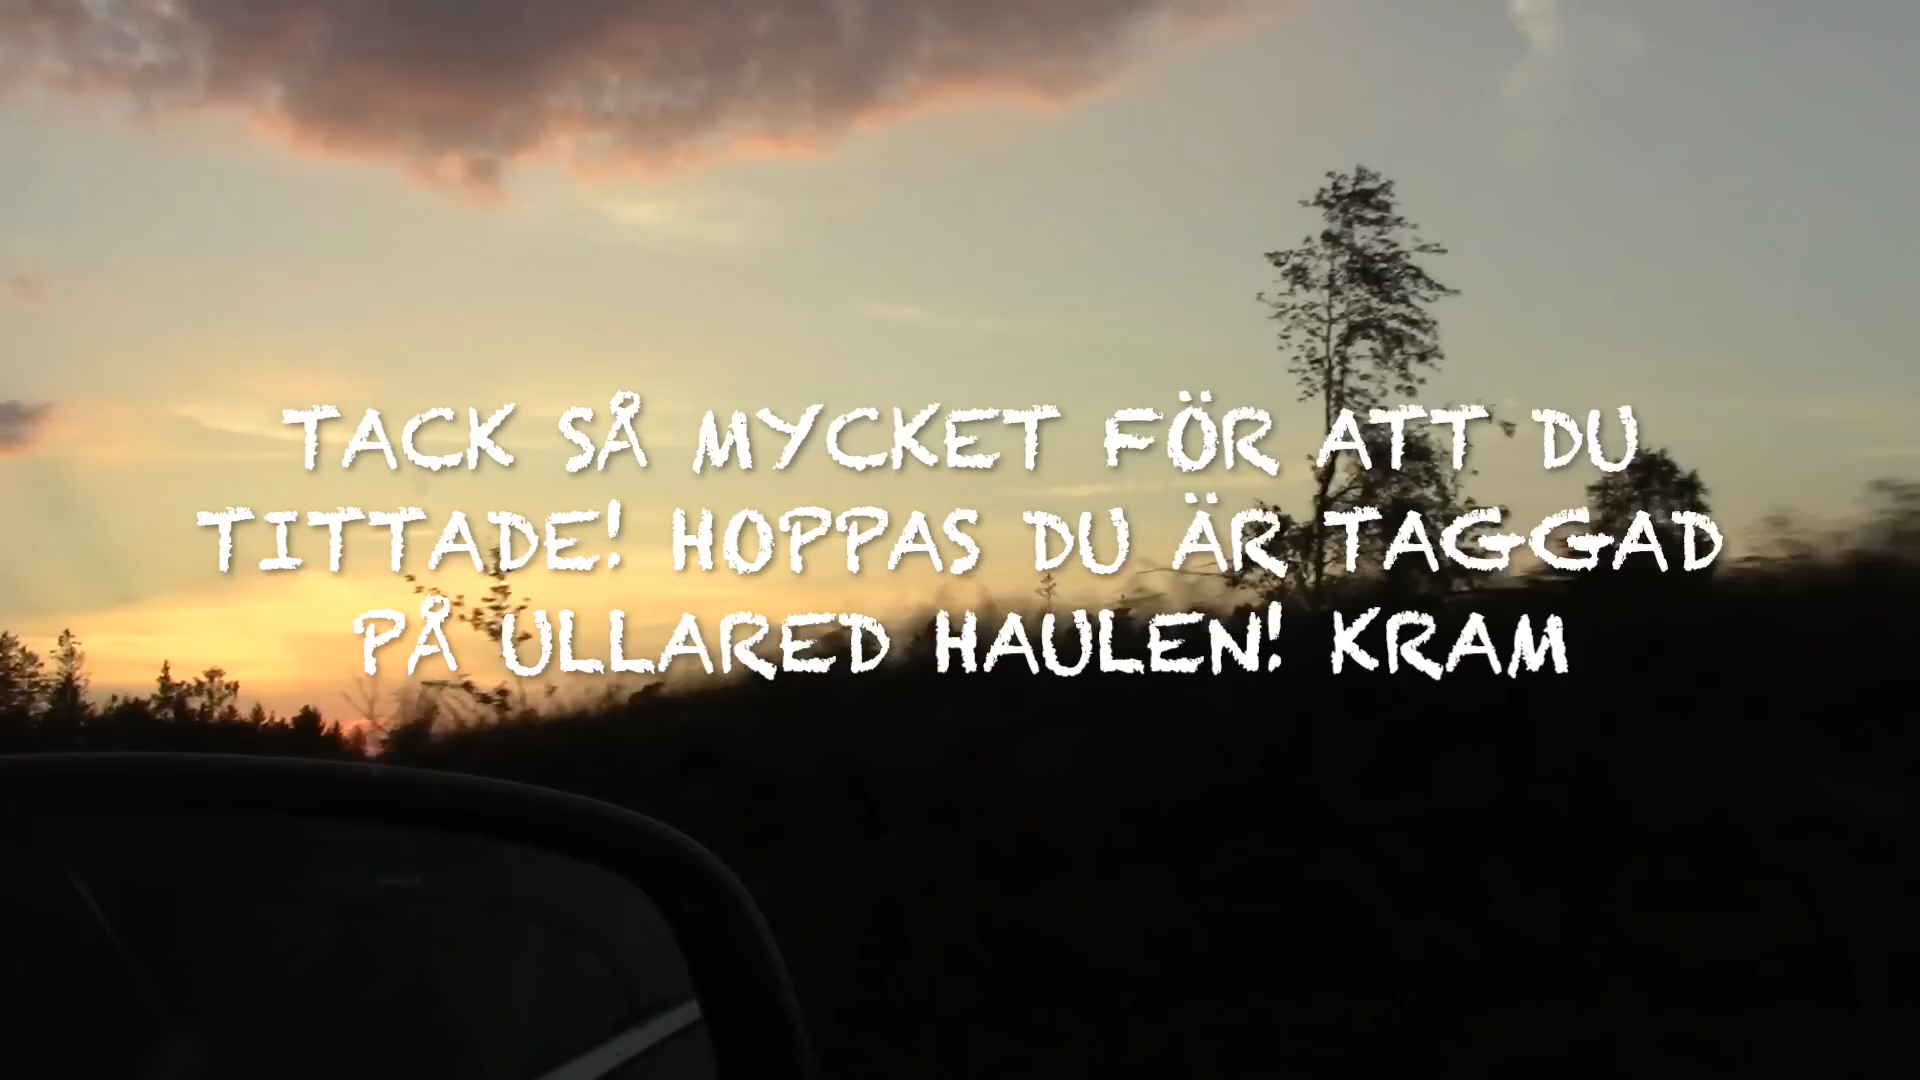 TACK SÅ MYCKET FÖR ATT DU
TITTADE! HOPPAS DU ÄR TAGGAD
PÅ ULLARED HAULEN! KRAM